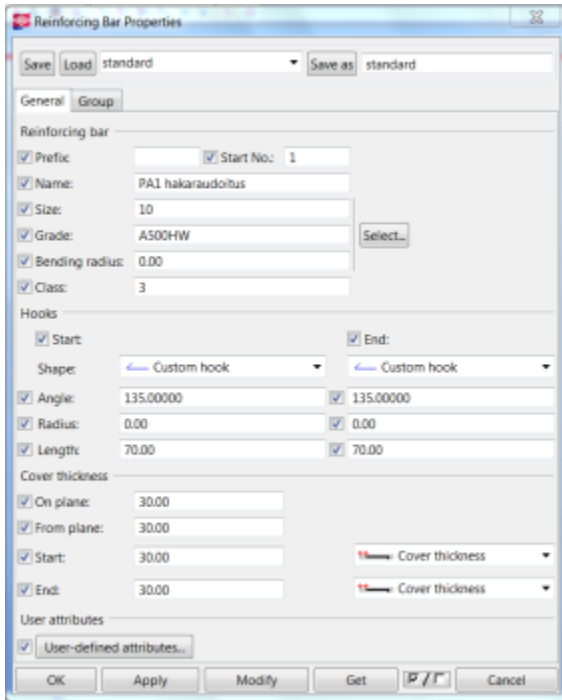 Reinforcing Bar Properties
Save Load standard Save as standard
General Group
Reinforcing bar
Prefix: Start No.: 1
Name: PA1 hakaraudoitus
Size: 10
Grade: A500HW Select...
Bending radius: 0.00
Class: 3
Hooks
Start: End:
Shape: Custom hook Custom hook
Angle: 135.00000 135.00000
Radius: 0.00 0.00
Length: 70.00 70.00
Cover thickness
On plane: 30.00
From plane: 30.00
Start: 30.00 Cover thickness
End: 30.00 Cover thickness
User attributes
User-defined attributes...
OK Apply Modify Get Cancel